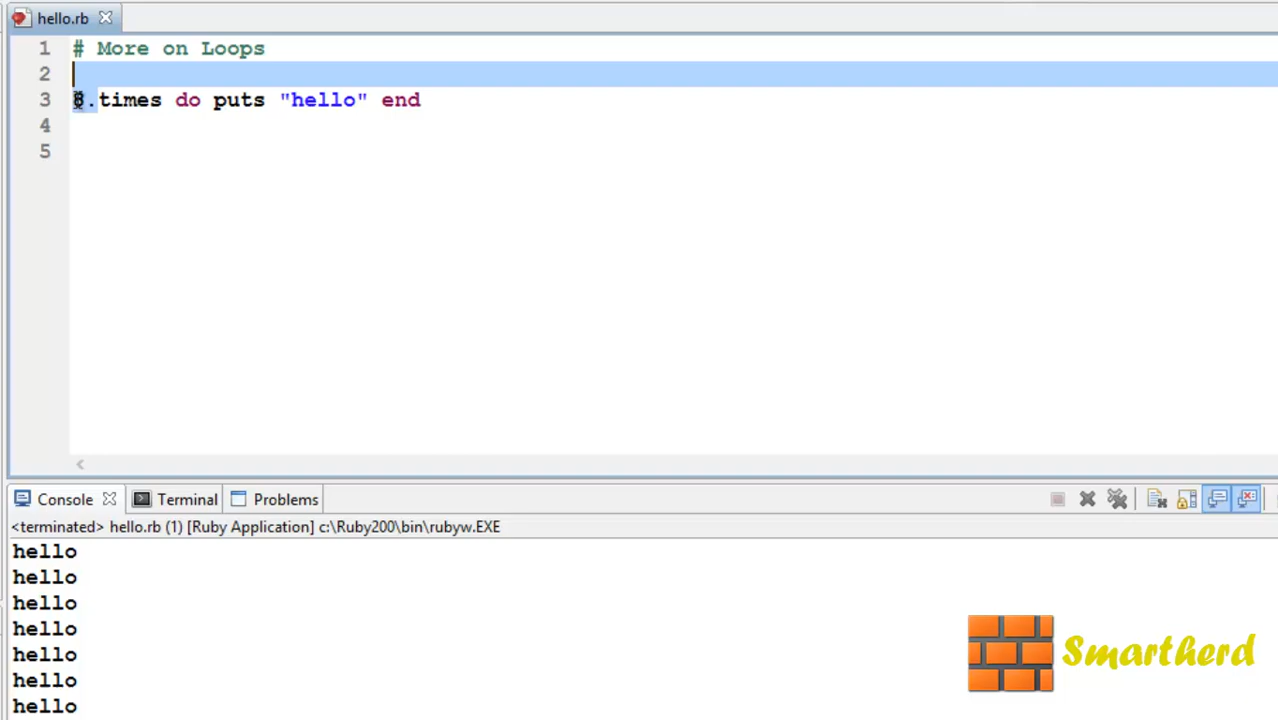 hello.rb
1 # More on Loops
2
3 8.times do puts "hello" end
4
5
Console
Terminal
Problems
<terminated> hello.rb (1) [Ruby Application] c:\Ruby200\bin\rubyw.EXE
hello
hello
hello
hello
hello
hello
hello
Smartherd